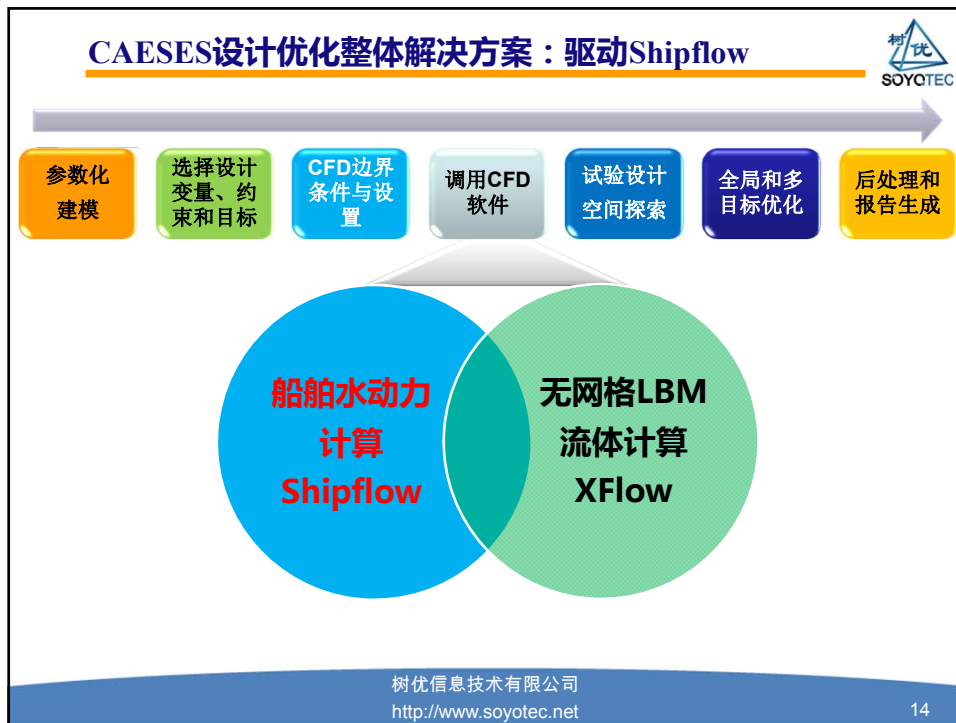 CAESES设计优化整体解决方案：驱动Shipflow
树优
SOYOTEC
参数化
建模
选择设计
变量、约
束和目标
CFD边界
条件与设
置
调用CFD
软件
试验设计
空间探索
全局和多
目标优化
后处理和
报告生成
船舶水动力
计算
Shipflow
无网格LBM
流体计算
XFlow
树优信息技术有限公司
http://www.soyotec.net
14